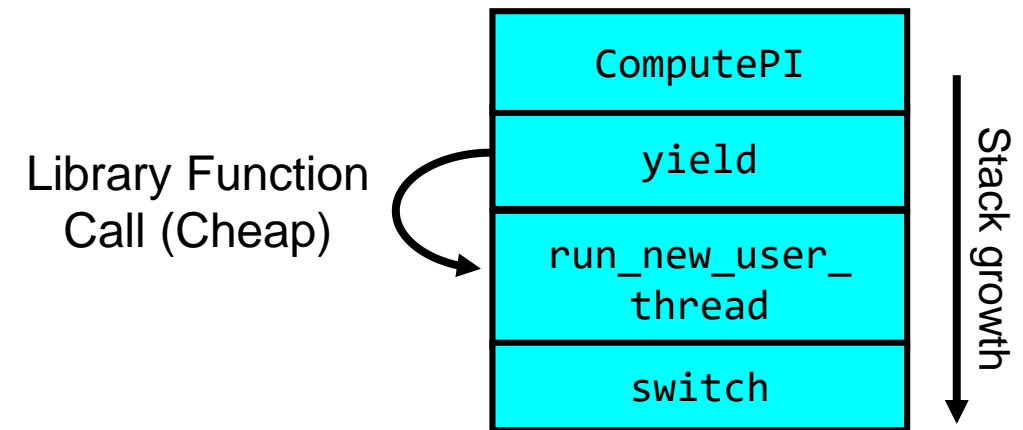 ComputePI
yield
Library Function
Call (Cheap)
run_new_user_
thread
switch
Stack growth